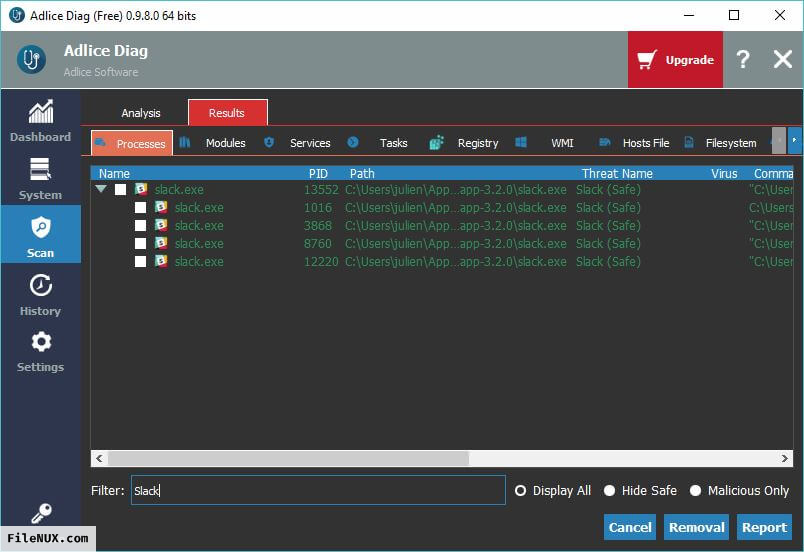 Adlice Diag (Free) 0.9.8.0 64 bits
Adlice Diag
Adlice Software
Upgrade
?
Analysis
Results
Dashboard
System
Scan
History
Settings
Processes
Modules
Services
Tasks
Registry
WMI
Hosts File
Filesystem
Name PID Path Threat Name Virus Comma
slack.exe 13552 C:\Users\julien\App...app-3.2.0\slack.exe Slack (Safe) "C:\User
slack.exe 1016 C:\Users\julien\App...app-3.2.0\slack.exe Slack (Safe) C:\Users
slack.exe 3868 C:\Users\julien\App...app-3.2.0\slack.exe Slack (Safe) "C:\User
slack.exe 8760 C:\Users\julien\App...app-3.2.0\slack.exe Slack (Safe) "C:\User
slack.exe 12220 C:\Users\julien\App...app-3.2.0\slack.exe Slack (Safe) "C:\User
Filter: Slack
Display All
Hide Safe
Malicious Only
Cancel
Removal
Report
FileNUX.com